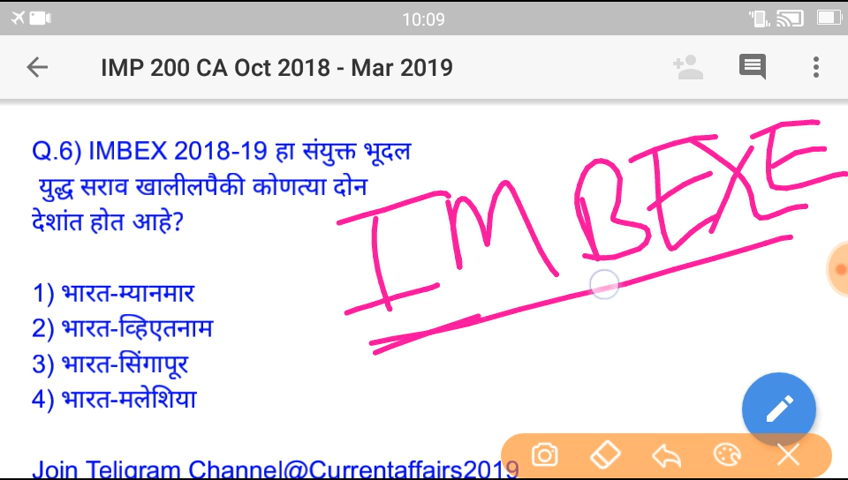 10:09
IMP 200 CA Oct 2018 - Mar 2019
Q.6) IMBEX 2018-19 हा संयुक्त भूदल
युद्ध सराव खालीलपैकी कोणत्या दोन
देशांत होत आहे?
IMBEXE
1) भारत-म्यानमार
2) भारत-व्हिएतनाम
3) भारत-सिंगापूर
4) भारत-मलेशिया
Join Teligram Channel@Currentaffairs2019